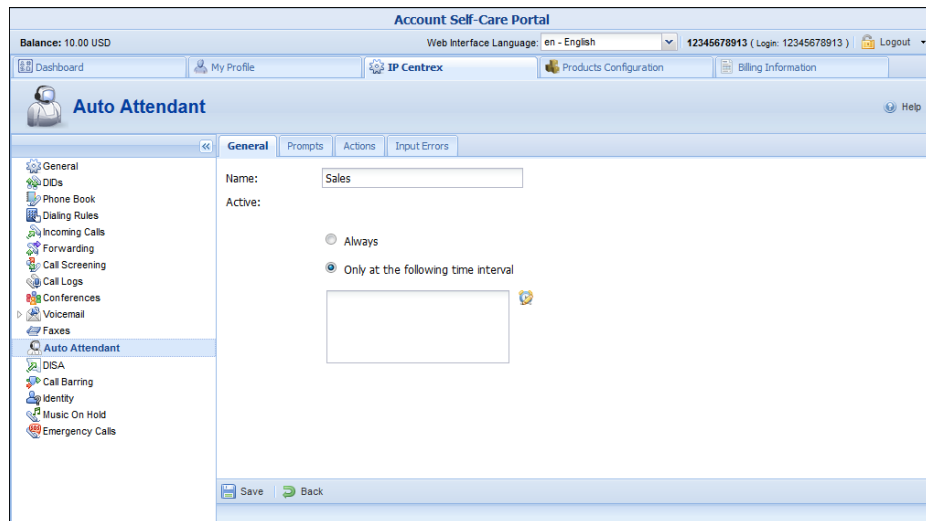 Account Self-Care Portal
Balance: 10.00 USD Web Interface Language: en - English 12345678913 ( Login: 12345678913 ) Logout
Dashboard My Profile IP Centrex Products Configuration Billing Information
Auto Attendant Help
General Prompts Actions Input Errors
General
DIDs
Phone Book
Dialing Rules
Incoming Calls
Forwarding
Call Screening
Call Logs
Conferences
Voicemail
Faxes
Auto Attendant
DISA
Call Barring
Identity
Music On Hold
Emergency Calls
Name: Sales
Active:
Always
Only at the following time interval
Save Back